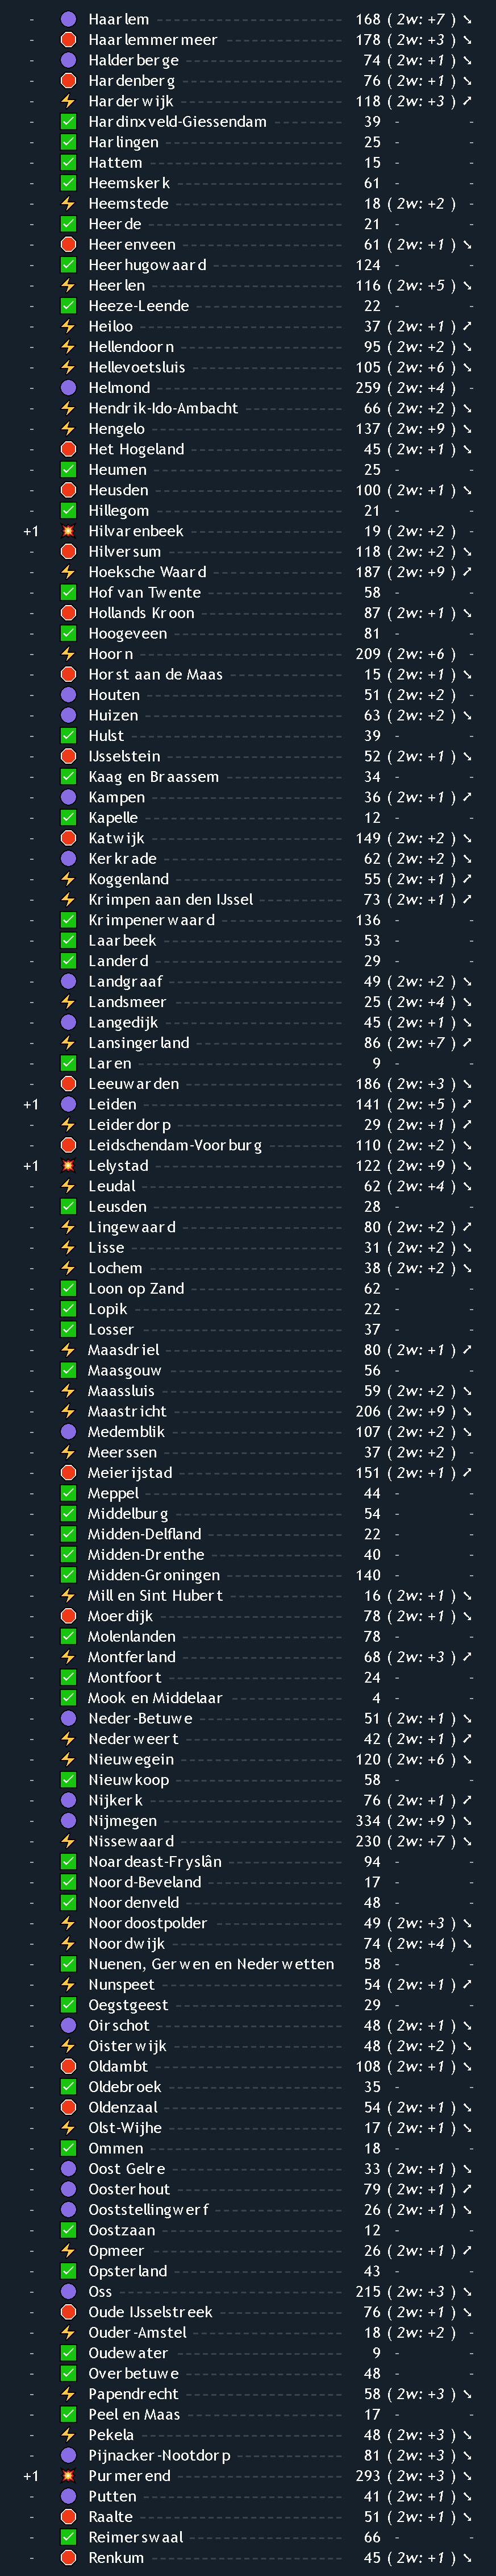 - Haarlem 168 ( 2w: +7 ) ➘
- Haarlemmermeer 178 ( 2w: +3 ) ➘
- Halderberge 74 ( 2w: +1 ) ➘
- Hardenberg 76 ( 2w: +1 ) ➘
- Harderwijk 118 ( 2w: +3 ) ➚
- Hardinxveld-Giessendam 39 - -
- Harlingen 25 - -
- Hattem 15 - -
- Heemskerk 61 - -
- Heemstede 18 ( 2w: +2 ) -
- Heerde 21 - -
- Heerenveen 61 ( 2w: +1 ) ➘
- Heerhugowaard 124 - -
- Heerlen 116 ( 2w: +5 ) ➘
- Heeze-Leende 22 - -
- Heiloo 37 ( 2w: +1 ) ➚
- Hellendoorn 95 ( 2w: +2 ) ➘
- Hellevoetsluis 105 ( 2w: +6 ) ➘
- Helmond 259 ( 2w: +4 ) -
- Hendrik-Ido-Ambacht 66 ( 2w: +2 ) ➘
- Hengelo 137 ( 2w: +9 ) ➘
- Het Hogeland 45 ( 2w: +1 ) ➘
- Heumen 25 - -
- Heusden 100 ( 2w: +1 ) ➘
- Hillegom 21 - -
+1 Hilvarenbeek 19 ( 2w: +2 ) -
- Hilversum 118 ( 2w: +2 ) ➘
- Hoeksche Waard 187 ( 2w: +9 ) ➚
- Hof van Twente 58 - -
- Hollands Kroon 87 ( 2w: +1 ) ➘
- Hoogeveen 81 - -
- Hoorn 209 ( 2w: +6 ) -
- Horst aan de Maas 15 ( 2w: +1 ) ➘
- Houten 51 ( 2w: +2 ) -
- Huizen 63 ( 2w: +2 ) ➘
- Hulst 39 - -
- IJsselstein 52 ( 2w: +1 ) ➘
- Kaag en Braassem 34 - -
- Kampen 36 ( 2w: +1 ) ➚
- Kapelle 12 - -
- Katwijk 149 ( 2w: +2 ) ➘
- Kerkrade 62 ( 2w: +2 ) ➘
- Koggenland 55 ( 2w: +1 ) ➚
- Krimpen aan den IJssel 73 ( 2w: +1 ) ➚
- Krimpenerwaard 136 - -
- Laarbeek 53 - -
- Landerd 29 - -
- Landgraaf 49 ( 2w: +2 ) ➘
- Landsmeer 25 ( 2w: +4 ) ➘
- Langedijk 45 ( 2w: +1 ) ➘
- Lansingerland 86 ( 2w: +7 ) ➚
- Laren 9 - -
- Leeuwarden 186 ( 2w: +3 ) ➘
+1 Leiden 141 ( 2w: +5 ) ➚
- Leiderdorp 29 ( 2w: +1 ) ➚
- Leidschendam-Voorburg 110 ( 2w: +2 ) ➘
+1 Lelystad 122 ( 2w: +9 ) ➘
- Leudal 62 ( 2w: +4 ) ➘
- Leusden 28 - -
- Lingewaard 80 ( 2w: +2 ) ➚
- Lisse 31 ( 2w: +2 ) ➘
- Lochem 38 ( 2w: +2 ) ➘
- Loon op Zand 62 - -
- Lopik 22 - -
- Losser 37 - -
- Maasdriel 80 ( 2w: +1 ) ➚
- Maasgouw 56 - -
- Maassluis 59 ( 2w: +2 ) ➘
- Maastricht 206 ( 2w: +9 ) ➘
- Medemblik 107 ( 2w: +2 ) ➘
- Meerssen 37 ( 2w: +2 ) -
- Meierijstad 151 ( 2w: +1 ) ➚
- Meppel 44 - -
- Middelburg 54 - -
- Midden-Delfland 22 - -
- Midden-Drenthe 40 - -
- Midden-Groningen 140 - -
- Mill en Sint Hubert 16 ( 2w: +1 ) ➘
- Moerdijk 78 ( 2w: +1 ) ➘
- Molenlanden 78 - -
- Montferland 68 ( 2w: +3 ) ➚
- Montfoort 24 - -
- Mook en Middelaar 4 - -
- Neder-Betuwe 51 ( 2w: +1 ) ➘
- Nederweert 42 ( 2w: +1 ) ➚
- Nieuwegein 120 ( 2w: +6 ) ➘
- Nieuwkoop 58 - -
- Nijkerk 76 ( 2w: +1 ) ➚
- Nijmegen 334 ( 2w: +9 ) ➘
- Nissewaard 230 ( 2w: +7 ) ➘
- Noardeast-Fryslân 94 - -
- Noord-Beveland 17 - -
- Noordenveld 48 - -
- Noordoostpolder 49 ( 2w: +3 ) ➘
- Noordwijk 74 ( 2w: +4 ) ➘
- Nuenen, Gerwen en Nederwetten 58 - -
- Nunspeet 54 ( 2w: +1 ) ➚
- Oegstgeest 29 - -
- Oirschot 48 ( 2w: +1 ) ➘
- Oisterwijk 48 ( 2w: +2 ) ➘
- Oldambt 108 ( 2w: +1 ) ➘
- Oldebroek 35 - -
- Oldenzaal 54 ( 2w: +1 ) ➘
- Olst-Wijhe 17 ( 2w: +1 ) ➘
- Ommen 18 - -
- Oost Gelre 33 ( 2w: +1 ) ➘
- Oosterhout 79 ( 2w: +1 ) ➚
- Ooststellingwerf 26 ( 2w: +1 ) ➘
- Oostzaan 12 - -
- Opmeer 26 ( 2w: +1 ) ➚
- Opsterland 43 - -
- Oss 215 ( 2w: +3 ) ➘
- Oude IJsselstreek 76 ( 2w: +1 ) ➘
- Ouder-Amstel 18 ( 2w: +2 ) -
- Oudewater 9 - -
- Overbetuwe 48 - -
- Papendrecht 58 ( 2w: +3 ) ➘
- Peel en Maas 17 - -
- Pekela 48 ( 2w: +3 ) ➘
- Pijnacker-Nootdorp 81 ( 2w: +3 ) ➘
+1 Purmerend 293 ( 2w: +3 ) ➘
- Putten 41 ( 2w: +1 ) ➘
- Raalte 51 ( 2w: +1 ) ➘
- Reimerswaal 66 - -
- Renkum 45 ( 2w: +1 ) ➘